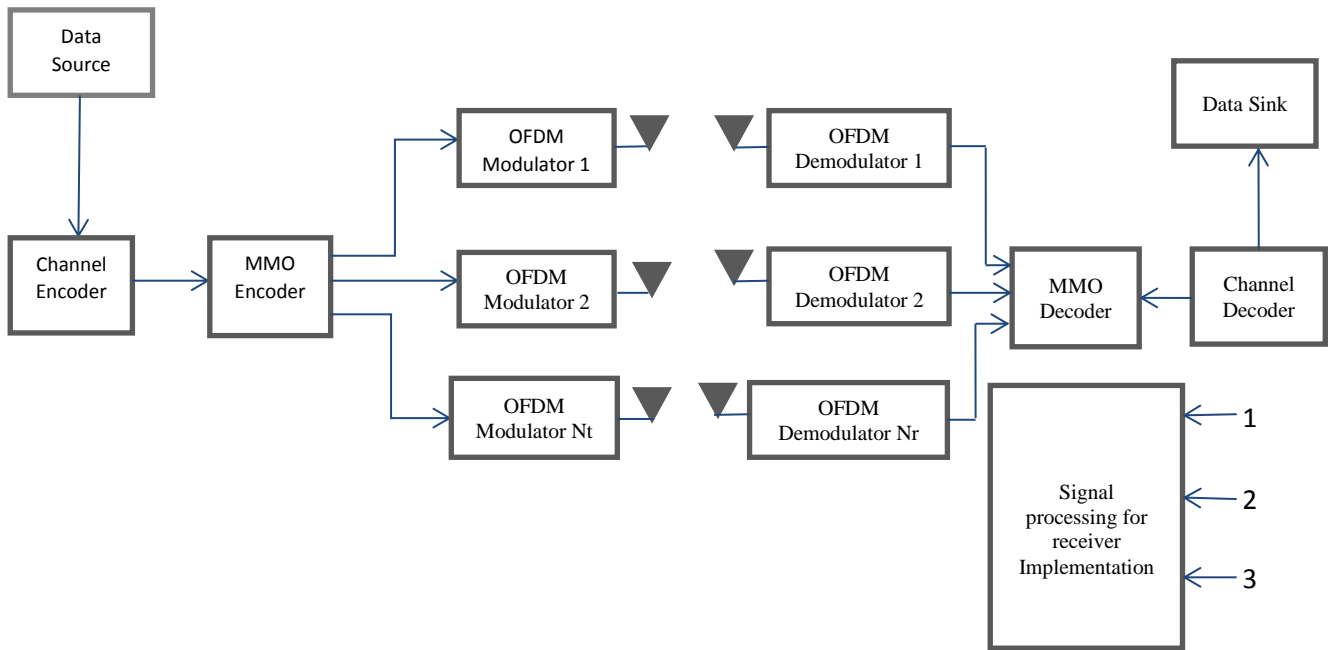 Data
Source
Data Sink
OFDM
Modulator 1
OFDM
Demodulator 1
Channel
Encoder
MMO
Encoder
OFDM
Modulator 2
OFDM
Demodulator 2
MMO
Decoder
Channel
Decoder
OFDM
Modulator Nt
OFDM
Demodulator Nr
Signal
processing for
receiver
Implementation
1
2
3